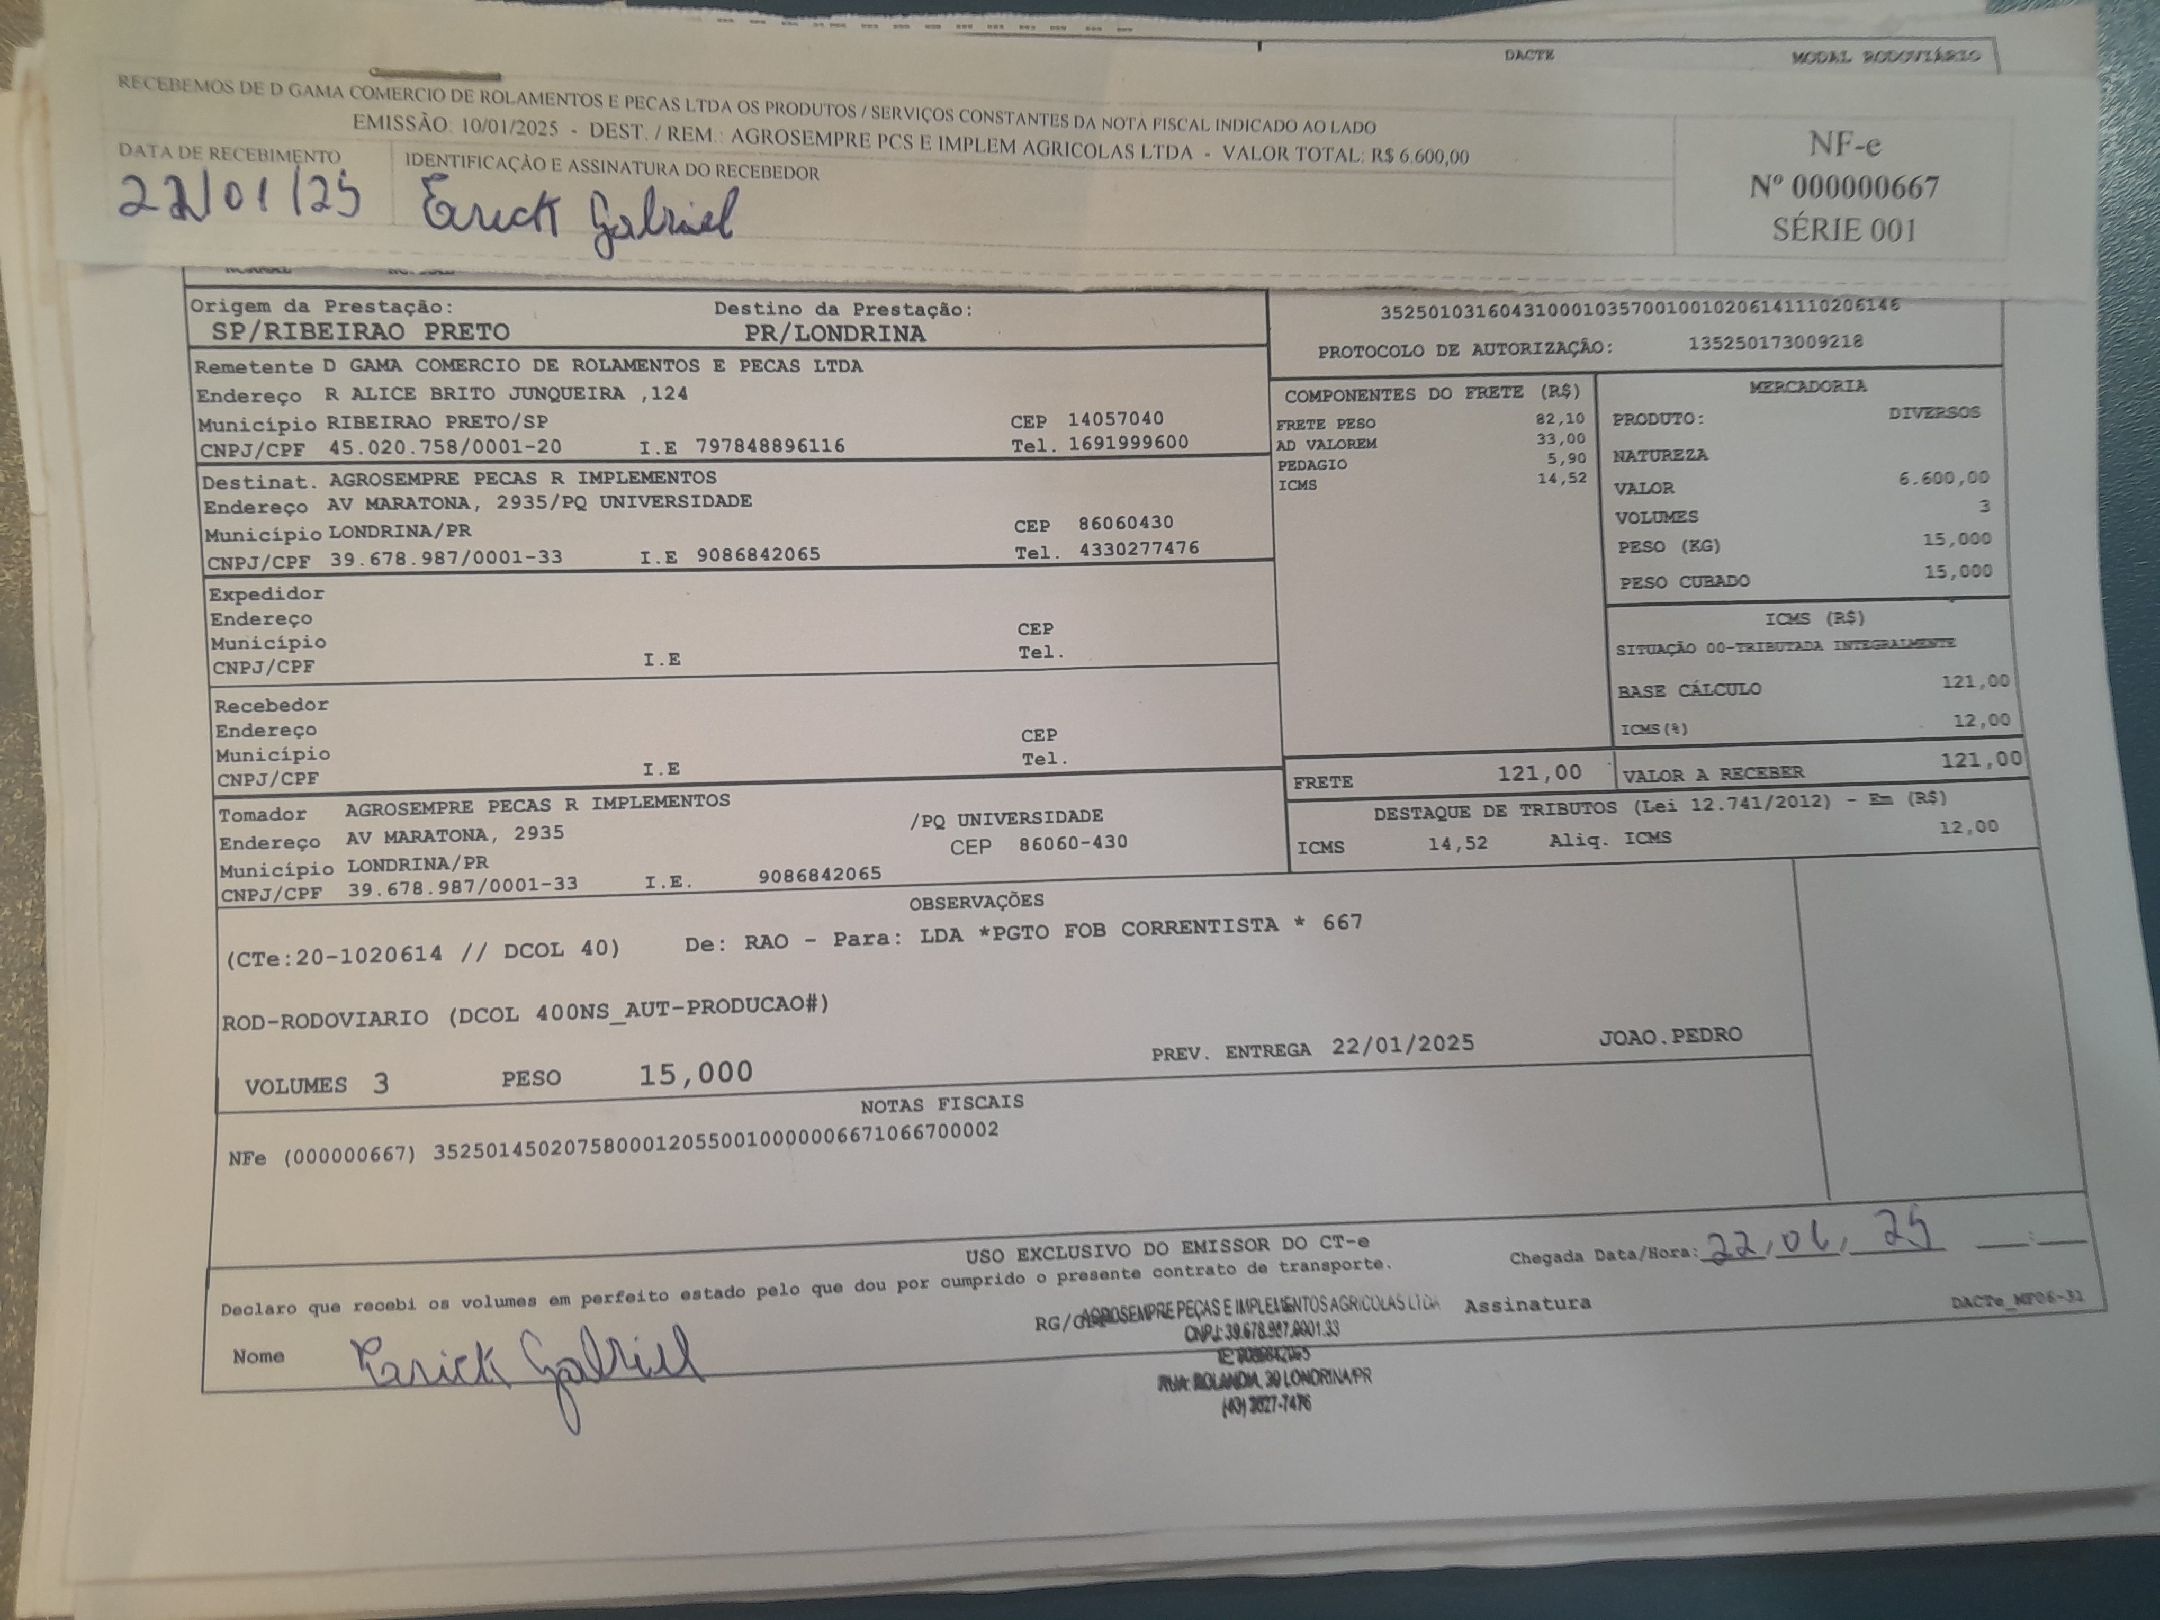 DACTE MODAL RODOVIÁRIO
RECEBEMOS DE D GAMA COMERCIO DE ROLAMENTOS E PECAS LTDA OS PRODUTOS / SERVIÇOS CONSTANTES DA NOTA FISCAL INDICADO AO LADO
EMISSÃO: 10/01/2025 - DEST. / REM.: AGROSEMPRE PCS E IMPLEM AGRICOLAS LTDA - VALOR TOTAL: R$ 6.600,00
DATA DE RECEBIMENTO
22/01/25
IDENTIFICAÇÃO E ASSINATURA DO RECEBEDOR
Erick Gabriel
NF-e
Nº 000000667
SÉRIE 001
Origem da Prestação: Destino da Prestação:
SP/RIBEIRAO PRETO PR/LONDRINA
35250103160431000103570010010206141110206146
PROTOCOLO DE AUTORIZAÇÃO: 135250173009218
Remetente D GAMA COMERCIO DE ROLAMENTOS E PECAS LTDA
Endereço R ALICE BRITO JUNQUEIRA ,124
Município RIBEIRAO PRETO/SP CEP 14057040
CNPJ/CPF 45.020.758/0001-20 I.E 797848896116 Tel. 1691999600
Destinat. AGROSEMPRE PECAS R IMPLEMENTOS
Endereço AV MARATONA, 2935/PQ UNIVERSIDADE
Município LONDRINA/PR CEP 86060430
CNPJ/CPF 39.678.987/0001-33 I.E 9086842065 Tel. 4330277476
Expedidor
Endereço
Município CEP
CNPJ/CPF I.E Tel.
Recebedor
Endereço
Município CEP
CNPJ/CPF I.E Tel.
Tomador AGROSEMPRE PECAS R IMPLEMENTOS
Endereço AV MARATONA, 2935 /PQ UNIVERSIDADE
Município LONDRINA/PR CEP 86060-430
CNPJ/CPF 39.678.987/0001-33 I.E. 9086842065
COMPONENTES DO FRETE (R$)
FRETE PESO 82,10
AD VALOREM 33,00
PEDAGIO 5,90
ICMS 14,52
MERCADORIA
PRODUTO: DIVERSOS
NATUREZA
VALOR 6.600,00
VOLUMES 3
PESO (KG) 15,000
PESO CUBADO 15,000
ICMS (R$)
SITUAÇÃO 00-TRIBUTADA INTEGRALMENTE
BASE CÁLCULO 121,00
ICMS(%) 12,00
FRETE 121,00 VALOR A RECEBER 121,00
DESTAQUE DE TRIBUTOS (Lei 12.741/2012) - Em (R$)
ICMS 14,52 Aliq. ICMS 12,00
OBSERVAÇÕES
(CTe:20-1020614 // DCOL 40) De: RAO - Para: LDA *PGTO FOB CORRENTISTA * 667
ROD-RODOVIARIO (DCOL 400NS_AUT-PRODUCAO#)
VOLUMES 3 PESO 15,000 PREV. ENTREGA 22/01/2025 JOAO.PEDRO
NOTAS FISCAIS
NFe (000000667) 35250145020758000120550010000006671066700002
USO EXCLUSIVO DO EMISSOR DO CT-e
Declaro que recebi os volumes em perfeito estado pelo que dou por cumprido o presente contrato de transporte.
Chegada Data/Hora: 22, 25 :
Nome Erick Gabriel
RG/
Assinatura
DACTe_MF06-31
AGROSEMPRE PEÇAS E IMPLEMENTOS AGRICOLAS LTDA
CNPJ: 39.678.987.0001.33
RUA: ROLANDIA, 39 LONDRINA/PR
(43) 3027-7476